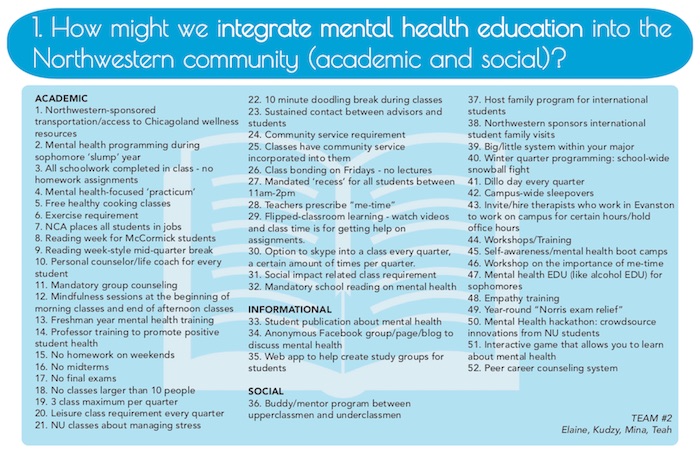 1. How might we integrate mental health education into the
Northwestern community (academic and social)?
ACADEMIC
1. Northwestern-sponsored
transportation/access to Chicagoland wellness
resources
2. Mental health programming during
sophomore 'slump' year
3. All schoolwork completed in class - no
homework assignments
4. Mental health-focused 'practicum'
5. Free healthy cooking classes
6. Exercise requirement
7. NCA places all students in jobs
8. Reading week for McCormick students
9. Reading week-style mid-quarter break
10. Personal counselor/life coach for every
student
11. Mandatory group counseling
12. Mindfulness sessions at the beginning of
morning classes and end of afternoon classes
13. Freshman year mental health training
14. Professor training to promote positive
student health
15. No homework on weekends
16. No midterms
17. No final exams
18. No classes larger than 10 people
19. 3 class maximum per quarter
20. Leisure class requirement every quarter
21. NU classes about managing stress
22. 10 minute doodling break during classes
23. Sustained contact between advisors and
students
24. Community service requirement
25. Classes have community service
incorporated into them
26. Class bonding on Fridays - no lectures
27. Mandated 'recess' for all students between
11am-2pm
28. Teachers prescribe "me-time"
29. Flipped-classroom learning - watch videos
and class time is for getting help on
assignments.
30. Option to skype into a class every quarter,
a certain amount of times per quarter.
31. Social impact related class requirement
32. Mandatory school reading on mental health
INFORMATIONAL
33. Student publication about mental health
34. Anonymous Facebook group/page/blog to
discuss mental health
35. Web app to help create study groups for
students
SOCIAL
36. Buddy/mentor program between
upperclassmen and underclassmen
37. Host family program for international
students
38. Northwestern sponsors international
student family visits
39. Big/little system within your major
40. Winter quarter programming: school-wide
snowball fight
41. Dillo day every quarter
42. Campus-wide sleepovers
43. Invite/hire therapists who work in Evanston
to work on campus for certain hours/hold
office hours
44. Workshops/Training
45. Self-awareness/mental health boot camps
46. Workshop on the importance of me-time
47. Mental health EDU (like alcohol EDU) for
sophomores
48. Empathy training
49. Year-round "Norris exam relief"
50. Mental Health hackathon: crowdsource
innovations from NU students
51. Interactive game that allows you to learn
about mental health
52. Peer career counseling system
TEAM #2
Elaine, Kudzy, Mina, Teah